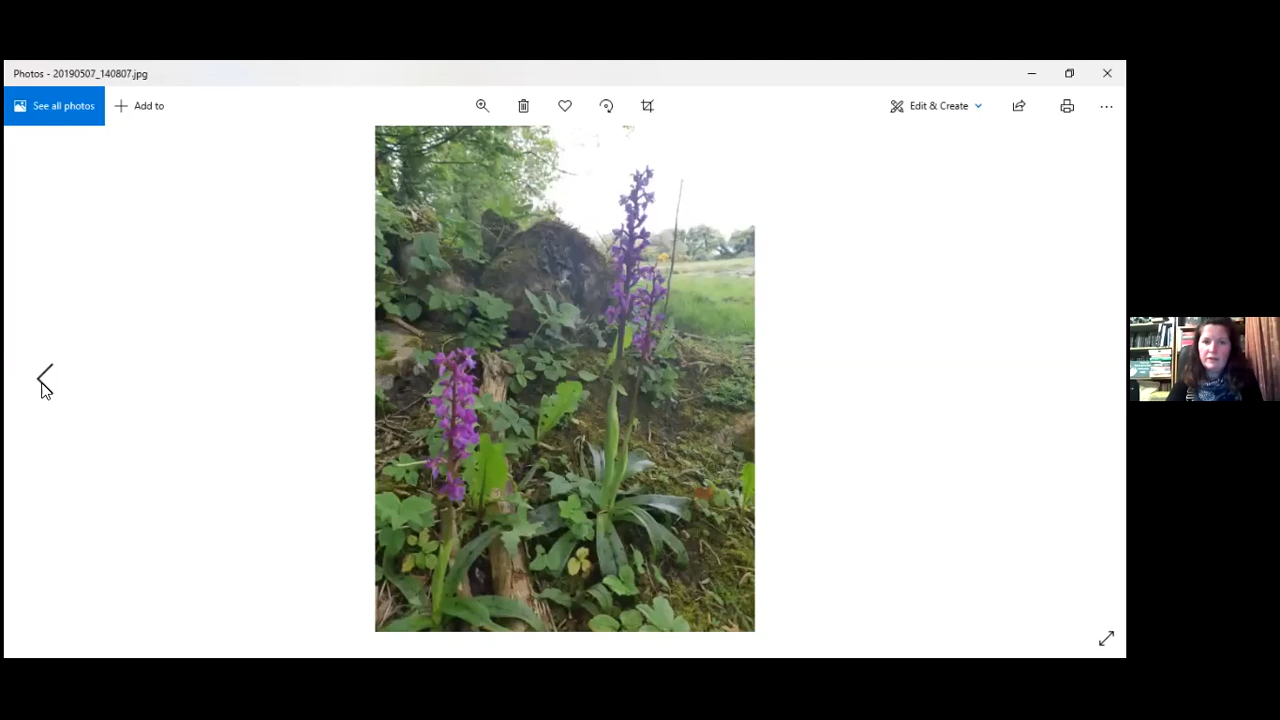 Photos - 20190507_140807.jpg
See all photos
Add to
Edit & Create